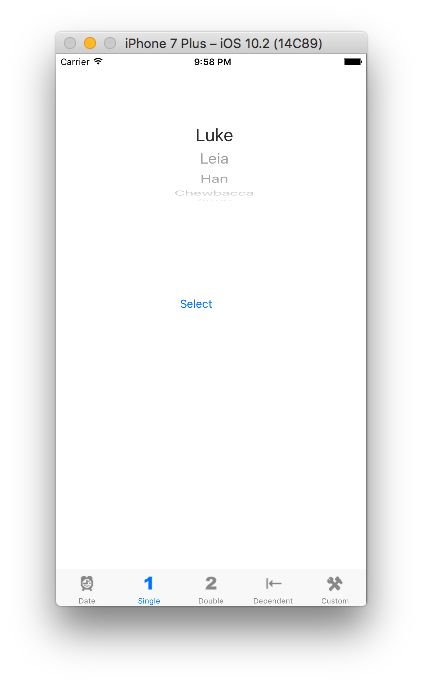 iPhone 7 Plus – iOS 10.2 (14C89)
Carrier 9:58 PM
Luke
Leia
Han
Chewbacca
Select
1 2
Date Single Double Dependent Custom